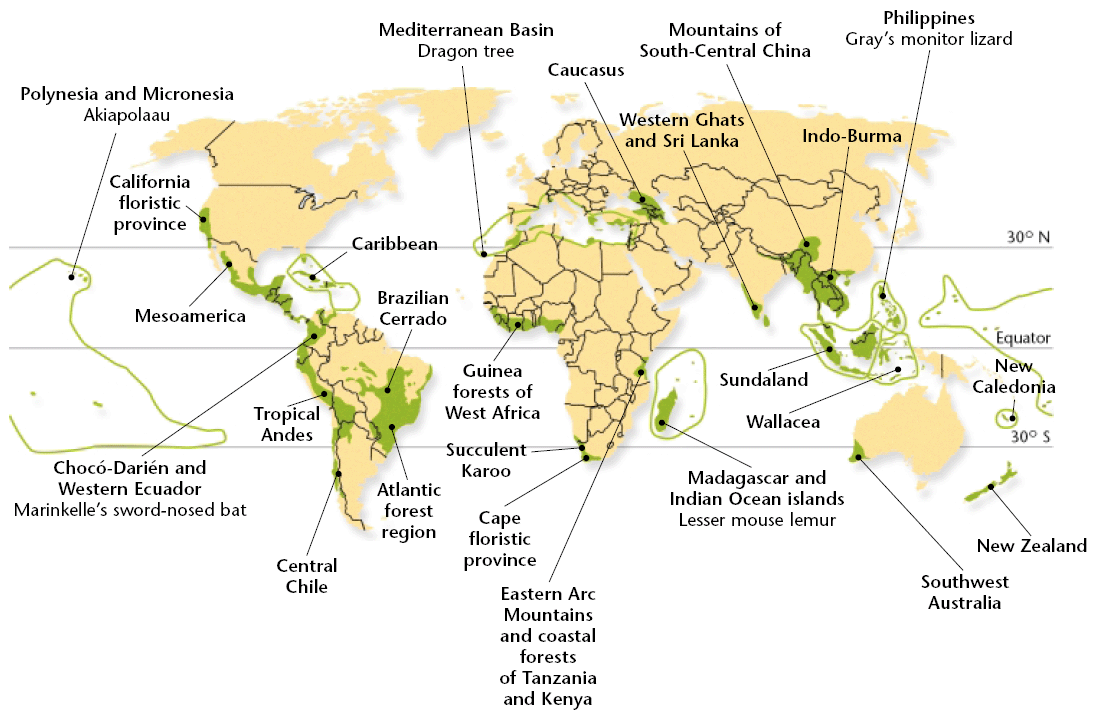 Philippines
Gray's monitor lizard
Mediterranean Basin
Dragon tree
Mountains of
South-Central China
Caucasus
Polynesia and Micronesia
Akiapolaau
Western Ghats
and Sri Lanka
Indo-Burma
California
floristic
province
30° N
Caribbean
Mesoamerica
Brazilian
Cerrado
Equator
Guinea
forests of
West Africa
Sundaland
New
Caledonia
Wallacea
Tropical
Andes
30° S
Succulent
Karoo
Chocó-Darién and
Western Ecuador
Marinkelle's sword-nosed bat
Atlantic
forest
region
Madagascar and
Indian Ocean islands
Lesser mouse lemur
Cape
floristic
province
New Zealand
Central
Chile
Southwest
Australia
Eastern Arc
Mountains
and coastal
forests
of Tanzania
and Kenya